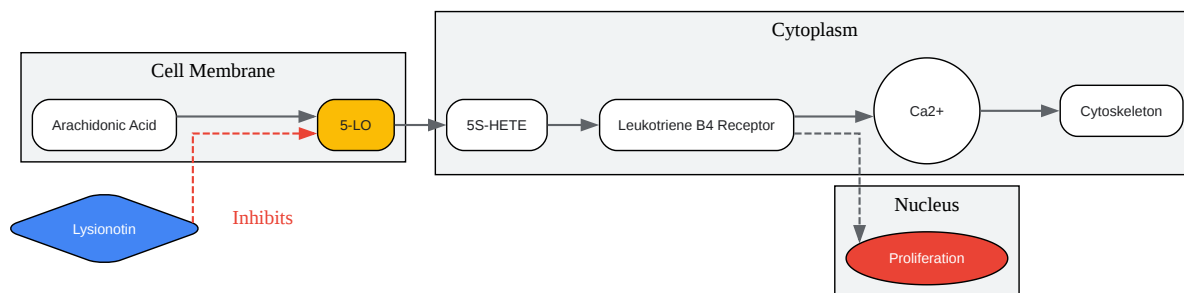 Cytoplasm
Cell Membrane
Arachidonic Acid
5-LO
5S-HETE
Leukotriene B4 Receptor
Ca2+
Cytoskeleton
Lysionotin
Inhibits
Nucleus
Proliferation